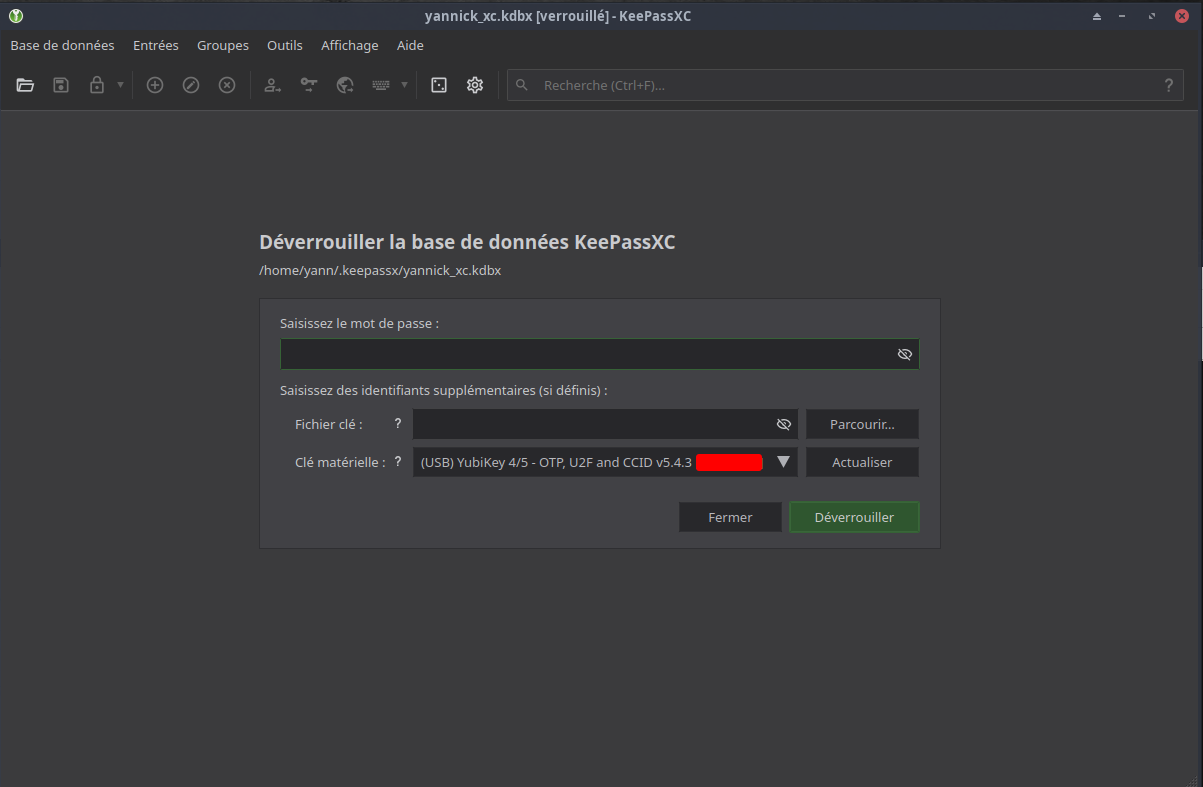 yannick_xc.kdbx [verrouillé] - KeePassXC
Base de données Entrées Groupes Outils Affichage Aide
Recherche (Ctrl+F)... ?
Déverrouiller la base de données KeePassXC
/home/yann/.keepassx/yannick_xc.kdbx
Saisissez le mot de passe :
Saisissez des identifiants supplémentaires (si définis) :
Fichier clé : ? Parcourir...
Clé matérielle : ? (USB) YubiKey 4/5 - OTP, U2F and CCID v5.4.3 Actualiser
Fermer Déverrouiller